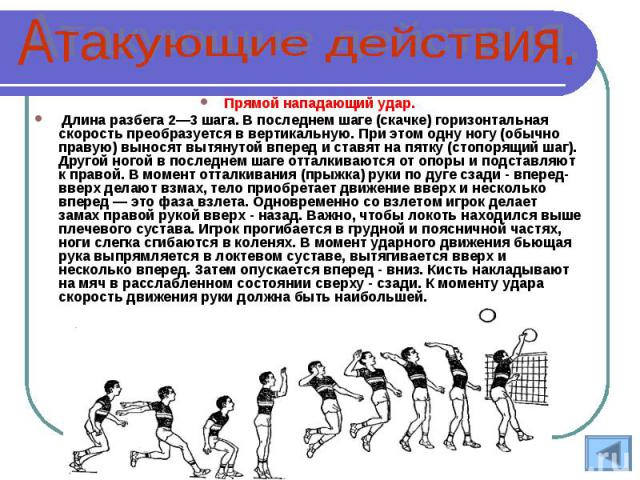 Атакующие действия.
Прямой нападающий удар.
Длина разбега 2—3 шага. В последнем шаге (скачке) горизонтальная
скорость преобразуется в вертикальную. При этом одну ногу (обычно
правую) выносят вытянутой вперед и ставят на пятку (стопорящий шаг).
Другой ногой в последнем шаге отталкиваются от опоры и подставляют
к правой. В момент отталкивания (прыжка) руки по дуге сзади - вперед-
вверх делают взмах, тело приобретает движение вверх и несколько
вперед — это фаза взлета. Одновременно со взлетом игрок делает
замах правой рукой вверх - назад. Важно, чтобы локоть находился выше
плечевого сустава. Игрок прогибается в грудной и поясничной частях,
ноги слегка сгибаются в коленях. В момент ударного движения бьющая
рука выпрямляется в локтевом суставе, вытягивается вверх и
несколько вперед. Затем опускается вперед - вниз. Кисть накладывают
на мяч в расслабленном состоянии сверху - сзади. К моменту удара
скорость движения руки должна быть наибольшей.
.ru